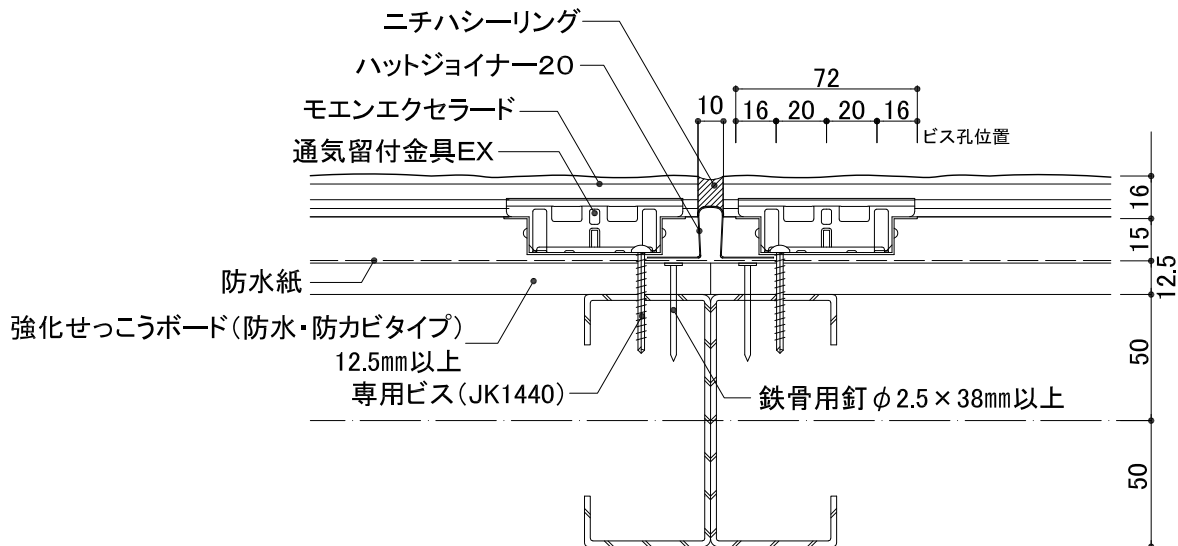 ニチハシーリング
ハットジョイナー20
モエンエクセラード
通気留付金具EX
72
10
16 20 20 16
ビス孔位置
16
15
12.5
50
50
防水紙
強化せっこうボード(防水・防カビタイプ)
12.5mm以上
専用ビス(JK1440)
鉄骨用釘φ2.5×38mm以上